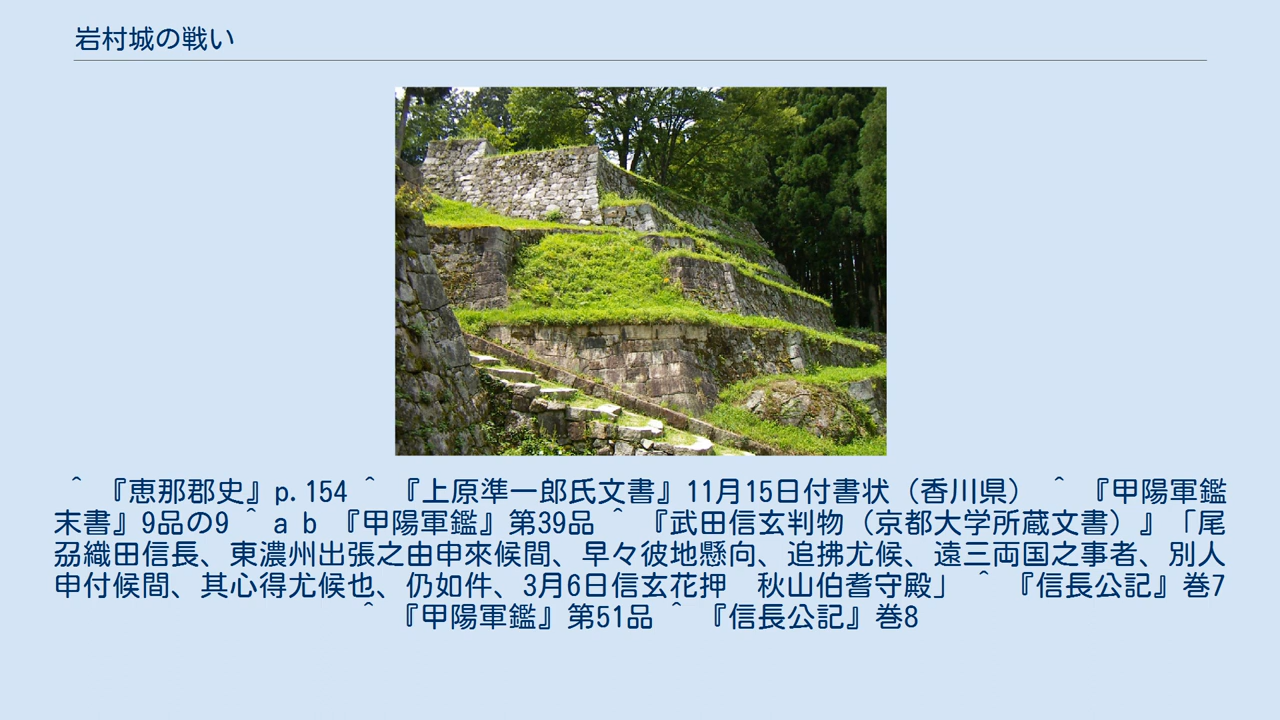 岩村城の戦い
^ 『恵那郡史』p.154 ^ 『上原準一郎氏文書』11月15日付書状（香川県） ^ 『甲陽軍鑑
末書』9品の9 ^ a b 『甲陽軍鑑』第39品 ^ 『武田信玄判物（京都大学所蔵文書）』「尾
刕織田信長、東濃州出張之由申來候間、早々彼地懸向、追拂尤候、遠三両国之事者、別人
申付候間、其心得尤候也、仍如件、3月6日信玄花押　秋山伯耆守殿」 ^ 『信長公記』巻7
^ 『甲陽軍鑑』第51品 ^ 『信長公記』巻8